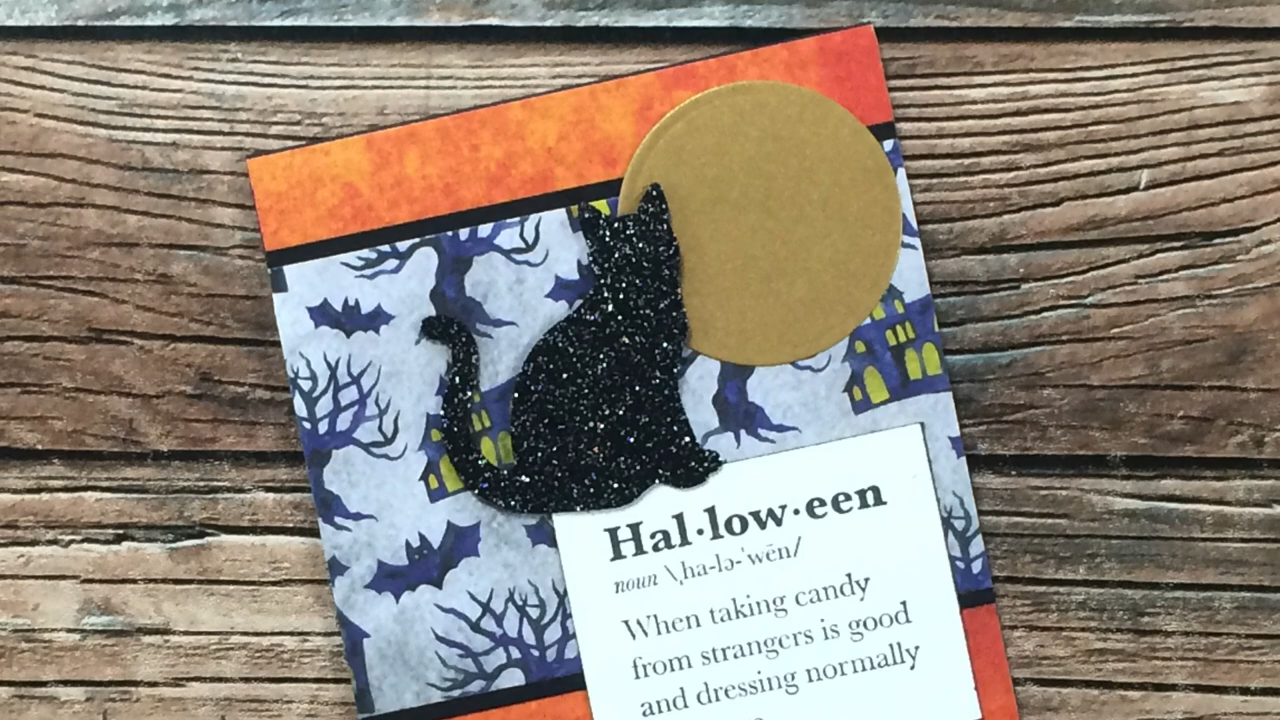 Hal·low·een
noun \ˌha-lə-ˈwēn/
When taking candy
from strangers is good
and dressing normally